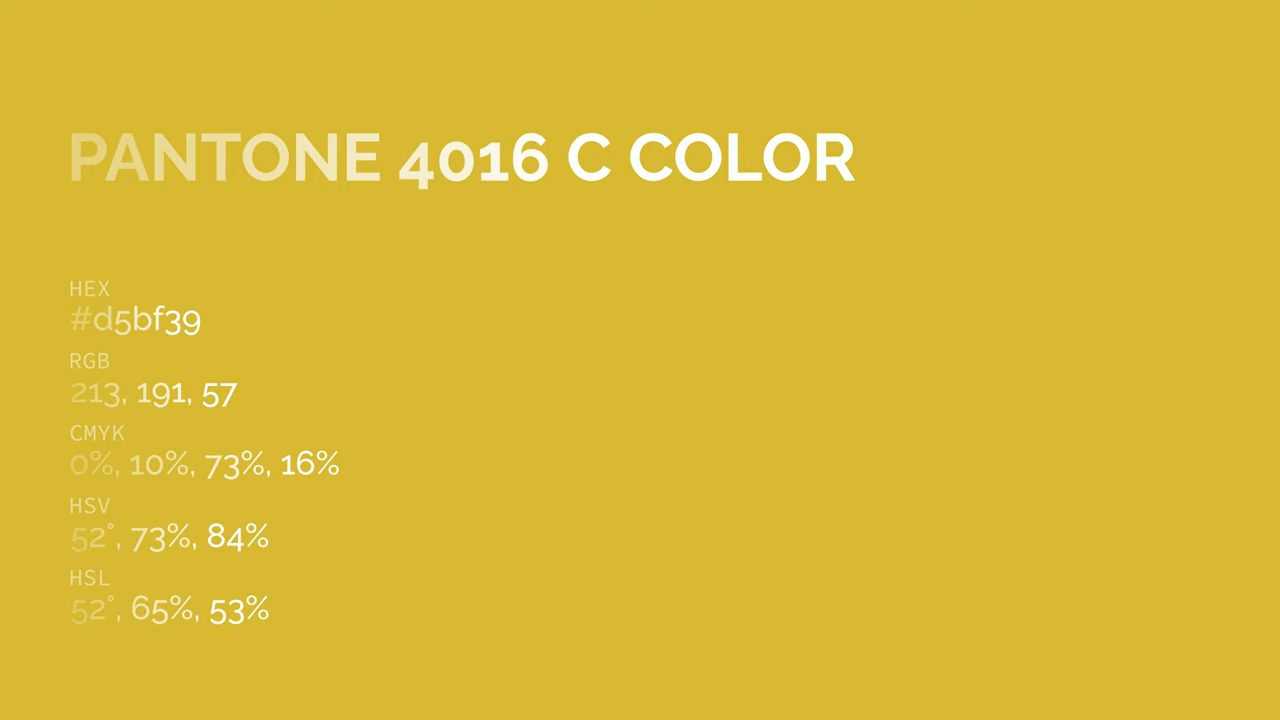 PANTONE 4016 C COLOR
HEX
#d5bf39
RGB
213, 191, 57
CMYK
0%, 10%, 73%, 16%
HSV
52°, 73%, 84%
HSL
52°, 65%, 53%